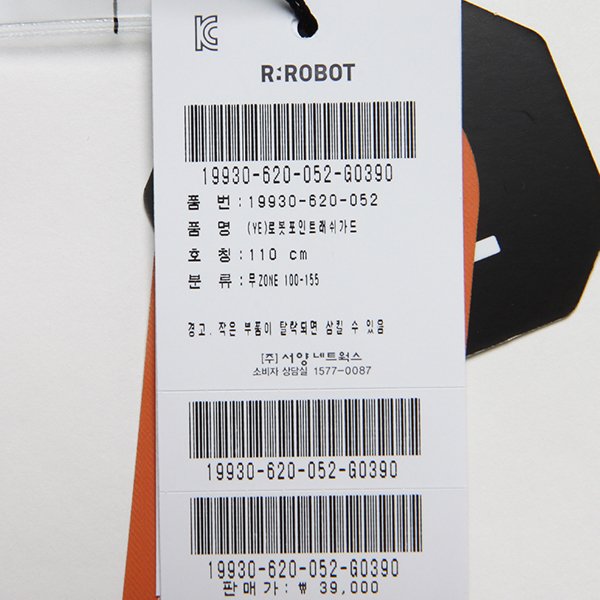 R:ROBOT
19930-620-052-G0390
품 번 : 19930-620-052
품 명 : (YE)로봇포인트래쉬가드
호 칭 : 110 cm
분 류 : 무ZONE 100-155
경고. 작은 부품이 탈락되면 삼킬 수 있음
[주] 서양네트웍스
소비자 상담실 1577-0087
19930-620-052-G0390
19930-620-052-G0390
판매가 : ₩ 39,000